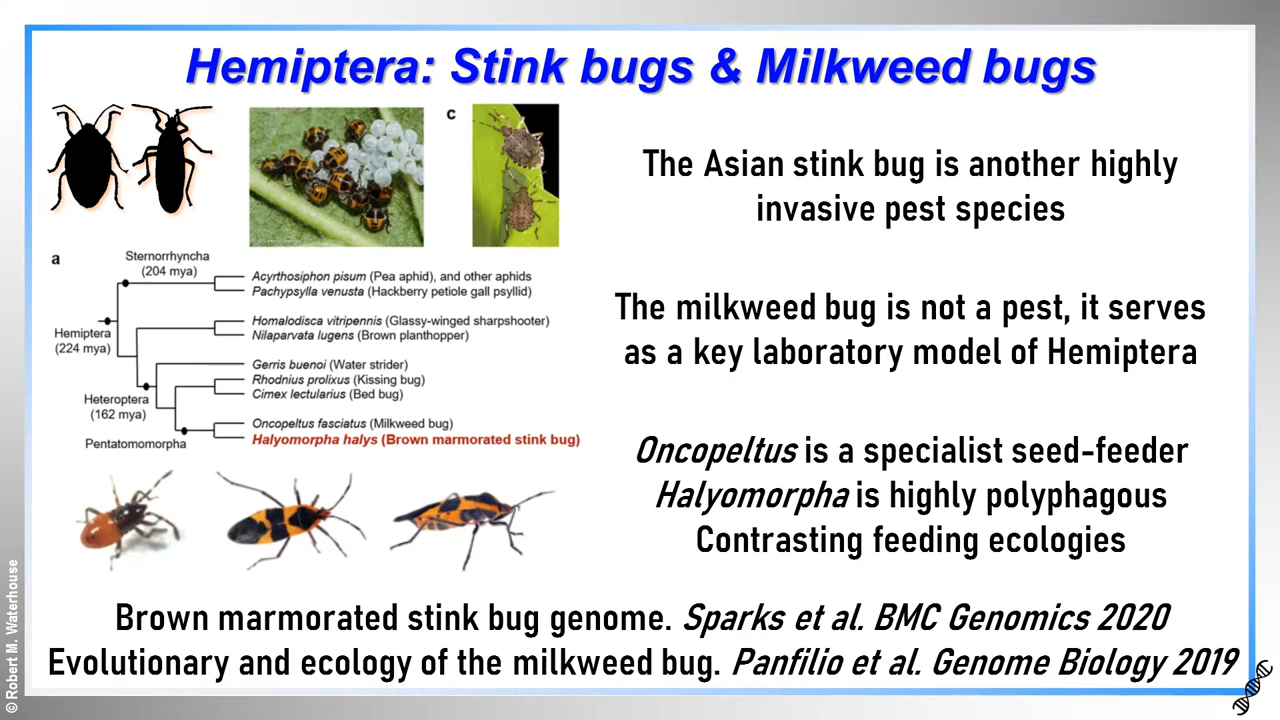 Hemiptera: Stink bugs & Milkweed bugs
c
The Asian stink bug is another highly
invasive pest species
a
Sternorrhyncha
(204 mya)
Acyrthosiphon pisum (Pea aphid), and other aphids
Pachypsylla venusta (Hackberry petiole gall psyllid)
Homalodisca vitripennis (Glassy-winged sharpshooter)
Nilaparvata lugens (Brown planthopper)
Hemiptera
(224 mya)
Gerris buenoi (Water strider)
Rhodnius prolixus (Kissing bug)
Cimex lectularius (Bed bug)
Heteroptera
(162 mya)
Oncopeltus fasciatus (Milkweed bug)
Halyomorpha halys (Brown marmorated stink bug)
Pentatomomorpha
The milkweed bug is not a pest, it serves
as a key laboratory model of Hemiptera
Oncopeltus is a specialist seed-feeder
Halyomorpha is highly polyphagous
Contrasting feeding ecologies
Brown marmorated stink bug genome. Sparks et al. BMC Genomics 2020
Evolutionary and ecology of the milkweed bug. Panfilio et al. Genome Biology 2019
© Robert M. Waterhouse